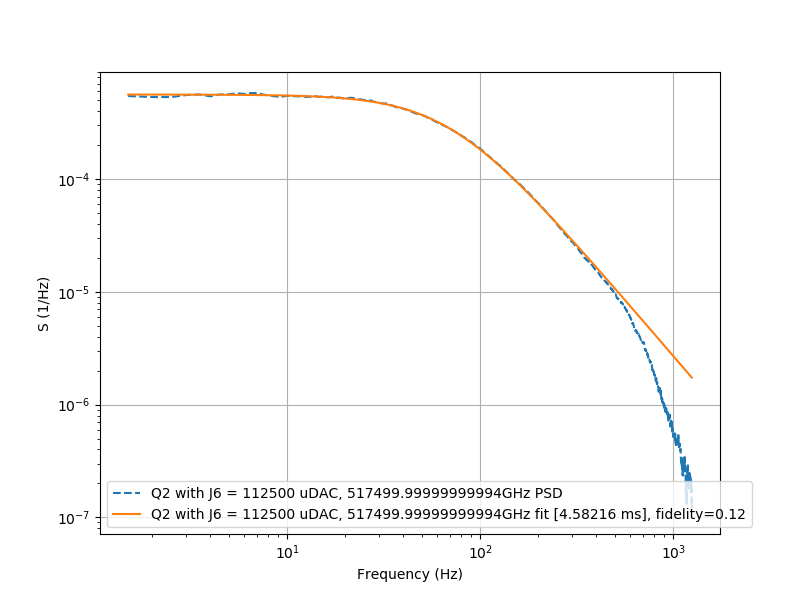 10⁻⁴
10⁻⁵
10⁻⁶
10⁻⁷
S (1/Hz)
Q2 with J6 = 112500 uDAC, 517499.99999999994GHz PSD
Q2 with J6 = 112500 uDAC, 517499.99999999994GHz fit [4.58216 ms], fidelity=0.12
10¹ 10² 10³
Frequency (Hz)